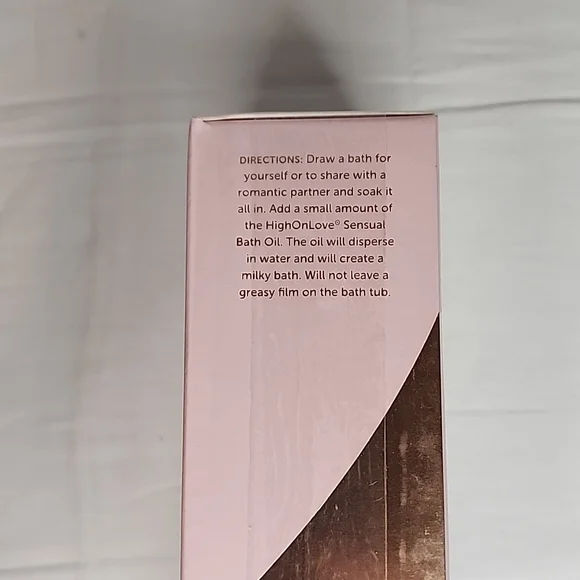 DIRECTIONS: Draw a bath for
yourself or to share with a
romantic partner and soak it
all in. Add a small amount of
the HighOnLove® Sensual
Bath Oil. The oil will disperse
in water and will create a
milky bath. Will not leave a
greasy film on the bath tub.